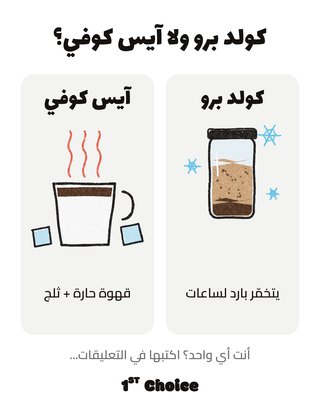 كولد برو ولا آيس كوفي؟
كولد برو
يتخمّر بارد لساعات
آيس كوفي
قهوة حارة + ثلج
أنت أي واحد؟ اكتبها في التعليقات...
1ST Choice